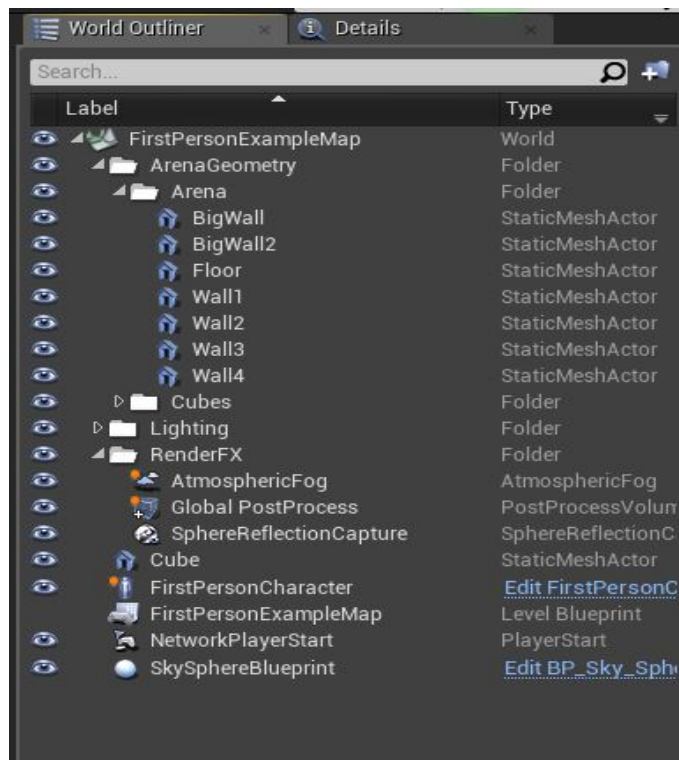 World Outliner Details
Search...
Label Type
FirstPersonExampleMap World
ArenaGeometry Folder
Arena Folder
BigWall StaticMeshActor
BigWall2 StaticMeshActor
Floor StaticMeshActor
Wall1 StaticMeshActor
Wall2 StaticMeshActor
Wall3 StaticMeshActor
Wall4 StaticMeshActor
Cubes Folder
Lighting Folder
RenderFX Folder
AtmosphericFog AtmosphericFog
Global PostProcess PostProcessVolum
SphereReflectionCapture SphereReflectionC
Cube StaticMeshActor
FirstPersonCharacter Edit FirstPersonC
FirstPersonExampleMap Level Blueprint
NetworkPlayerStart PlayerStart
SkySphereBlueprint Edit BP_Sky_Sph